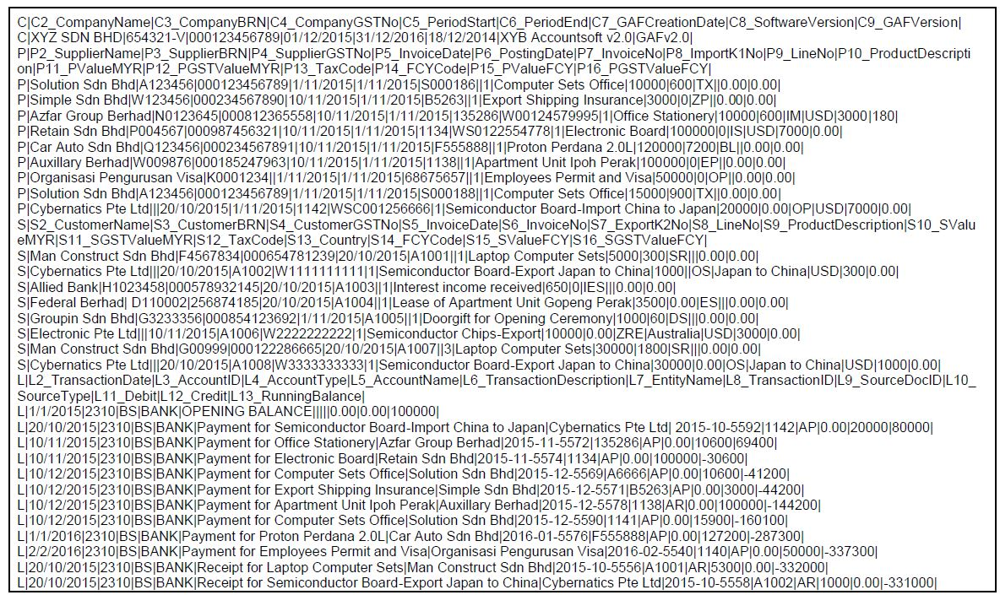 C|C2_CompanyName|C3_CompanyBRN|C4_CompanyGSTNo|C5_PeriodStart|C6_PeriodEnd|C7_GAFCreationDate|C8_SoftwareVersion|C9_GAFVersion|
C|XYZ SDN BHD|654321-V|000123456789|01/12/2015|31/12/2016|18/12/2014|XYB Accountsoft v2.0|GAFv2.0|
P|P2_SupplierName|P3_SupplierBRN|P4_SupplierGSTNo|P5_InvoiceDate|P6_PostingDate|P7_InvoiceNo|P8_ImportK1No|P9_LineNo|P10_ProductDescripti
on|P11_PValueMYR|P12_PGSTValueMYR|P13_TaxCode|P14_FCYCode|P15_PValueFCY|P16_PGSTValueFCY|
P|Solution Sdn Bhd|A123456|000123456789|1/11/2015|1/11/2015|S000186||1|Computer Sets Office|10000|600|TX||0.00|0.00|
P|Simple Sdn Bhd|W123456|000234567890|10/11/2015|1/11/2015|B5263||1|Export Shipping Insurance|3000|0|ZP||0.00|0.00|
P|Azfar Group Berhad|N0123645|000812365558|10/11/2015|1/11/2015|135286|W00124579995|1|Office Stationery|10000|600|IM|USD|3000|180|
P|Retain Sdn Bhd|P004567|000987456321|10/11/2015|1/11/2015|1134|WS0122554778|1|Electronic Board|100000|0|IS|USD|7000|0.00|
P|Car Auto Sdn Bhd|Q123456|000234567891|10/11/2015|1/11/2015|F555888||1|Proton Perdana 2.0L|120000|7200|BL||0.00|0.00|
P|Auxillary Berhad|W009876|000185247963|10/11/2015|1/11/2015|1138||1|Apartment Unit Ipoh Perak|100000|0|EP||0.00|0.00|
P|Organisasi Pengurusan Visa|K0001234||1/11/2015|1/11/2015|68675657||1|Employees Permit and Visa|50000|0|OP||0.00|0.00|
P|Solution Sdn Bhd|A123456|000123456789|1/11/2015|1/11/2015|S000188||1|Computer Sets Office|15000|900|TX||0.00|0.00|
P|Cybernatics Pte Ltd|||20/10/2015|1/11/2015|1142|WSC001256666|1|Semiconductor Board-Import China to Japan|20000|0.00|OP|USD|7000|0.00|
S|S2_CustomerName|S3_CustomerBRN|S4_CustomerGSTNo|S5_InvoiceDate|S6_InvoiceNo|S7_ExportK2No|S8_LineNo|S9_ProductDescription|S10_SValu
eMYR|S11_SGSTValueMYR|S12_TaxCode|S13_Country|S14_FCYCode|S15_SValueFCY|S16_SGSTValueFCY|
S|Man Construct Sdn Bhd|F4567834|000654781239|20/10/2015|A1001||1|Laptop Computer Sets|5000|300|SR|||0.00|0.00|
S|Cybernatics Pte Ltd|||20/10/2015|A1002|W1111111111|1|Semiconductor Board-Export Japan to China|1000||OS|Japan to China|USD|300|0.00|
S|Allied Bank|H1023458|000578932145|20/10/2015|A1003||1|Interest income received|650|0|IES|||0.00|0.00|
S|Federal Berhad| D110002|256874185|20/10/2015|A1004||1|Lease of Apartment Unit Gopeng Perak|3500|0.00|ES|||0.00|0.00|
S|Groupin Sdn Bhd|G3233356|000854123692|1/11/2015|A1005||1|Doorgift for Opening Ceremony|1000|60|DS|||0.00|0.00|
S|Electronic Pte Ltd|||10/11/2015|A1006|W2222222222|1|Semiconductor Chips-Export|10000|0.00|ZRE|Australia|USD|3000|0.00|
S|Man Construct Sdn Bhd|G00999|000122286665|20/10/2015|A1007||3|Laptop Computer Sets|30000|1800|SR|||0.00|0.00|
S|Cybernatics Pte Ltd|||20/10/2015|A1008|W3333333333|1|Semiconductor Board-Export Japan to China|30000|0.00|OS|Japan to China|USD|1000|0.00|
L|L2_TransactionDate|L3_AccountID|L4_AccountType|L5_AccountName|L6_TransactionDescription|L7_EntityName|L8_TransactionID|L9_SourceDocID|L10_
SourceType|L11_Debit|L12_Credit|L13_RunningBalance|
L|1/1/2015|2310|BS|BANK|OPENING BALANCE|||||0.00|0.00|100000|
L|20/10/2015|2310|BS|BANK|Payment for Semiconductor Board-Import China to Japan|Cybernatics Pte Ltd| 2015-10-5592|1142|AP|0.00|20000|80000|
L|10/11/2015|2310|BS|BANK|Payment for Office Stationery|Azfar Group Berhad|2015-11-5572|135286|AP|0.00|10600|69400|
L|10/11/2015|2310|BS|BANK|Payment for Electronic Board|Retain Sdn Bhd|2015-11-5574|1134|AP|0.00|100000|-30600|
L|10/12/2015|2310|BS|BANK|Payment for Computer Sets Office|Solution Sdn Bhd|2015-12-5569|A6666|AP|0.00|10600|-41200|
L|10/12/2015|2310|BS|BANK|Payment for Export Shipping Insurance|Simple Sdn Bhd|2015-12-5571|B5263|AP|0.00|3000|-44200|
L|10/12/2015|2310|BS|BANK|Payment for Apartment Unit Ipoh Perak|Auxillary Berhad|2015-12-5578|1138|AR|0.00|100000|-144200|
L|10/12/2015|2310|BS|BANK|Payment for Computer Sets Office|Solution Sdn Bhd|2015-12-5590|1141|AP|0.00|15900|-160100|
L|1/1/2016|2310|BS|BANK|Payment for Proton Perdana 2.0L|Car Auto Sdn Bhd|2016-01-5576|F555888|AP|0.00|127200|-287300|
L|2/2/2016|2310|BS|BANK|Payment for Employees Permit and Visa|Organisasi Pengurusan Visa|2016-02-5540|1140|AP|0.00|50000|-337300|
L|20/10/2015|2310|BS|BANK|Receipt for Laptop Computer Sets|Man Construct Sdn Bhd|2015-10-5556|A1001|AR|5300|0.00|-332000|
L|20/10/2015|2310|BS|BANK|Receipt for Semiconductor Board-Export Japan to China|Cybernatics Pte Ltd|2015-10-5558|A1002|AR|1000|0.00|-331000|